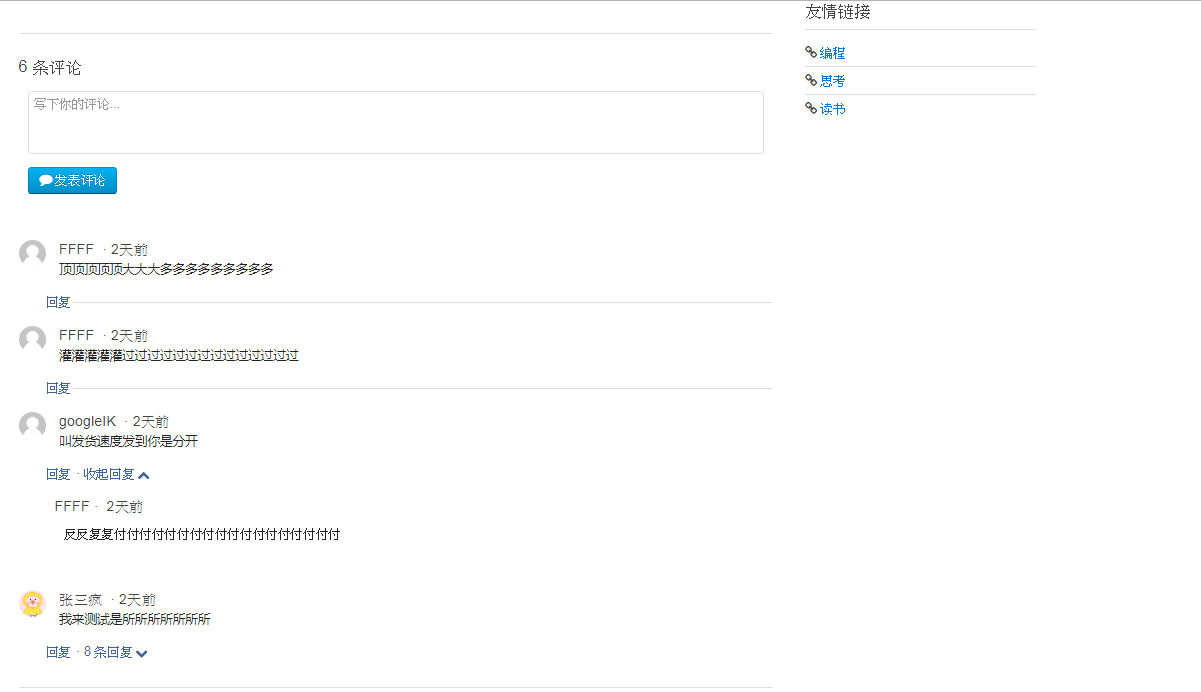 6 条评论
写下你的评论...
发表评论
FFFF · 2天前
顶顶顶顶顶大大大多多多多多多多多多
回复
FFFF · 2天前
灌灌灌灌灌过过过过过过过过过过过过过过
回复
googleIK · 2天前
叫发货速度发到你是分开
回复 · 收起回复
FFFF · 2天前
反反复复付付付付付付付付付付付付付付付付付付
张三疯 · 2天前
我来测试是所所所所所所所
回复 · 8 条回复
友情链接
编程
思考
读书